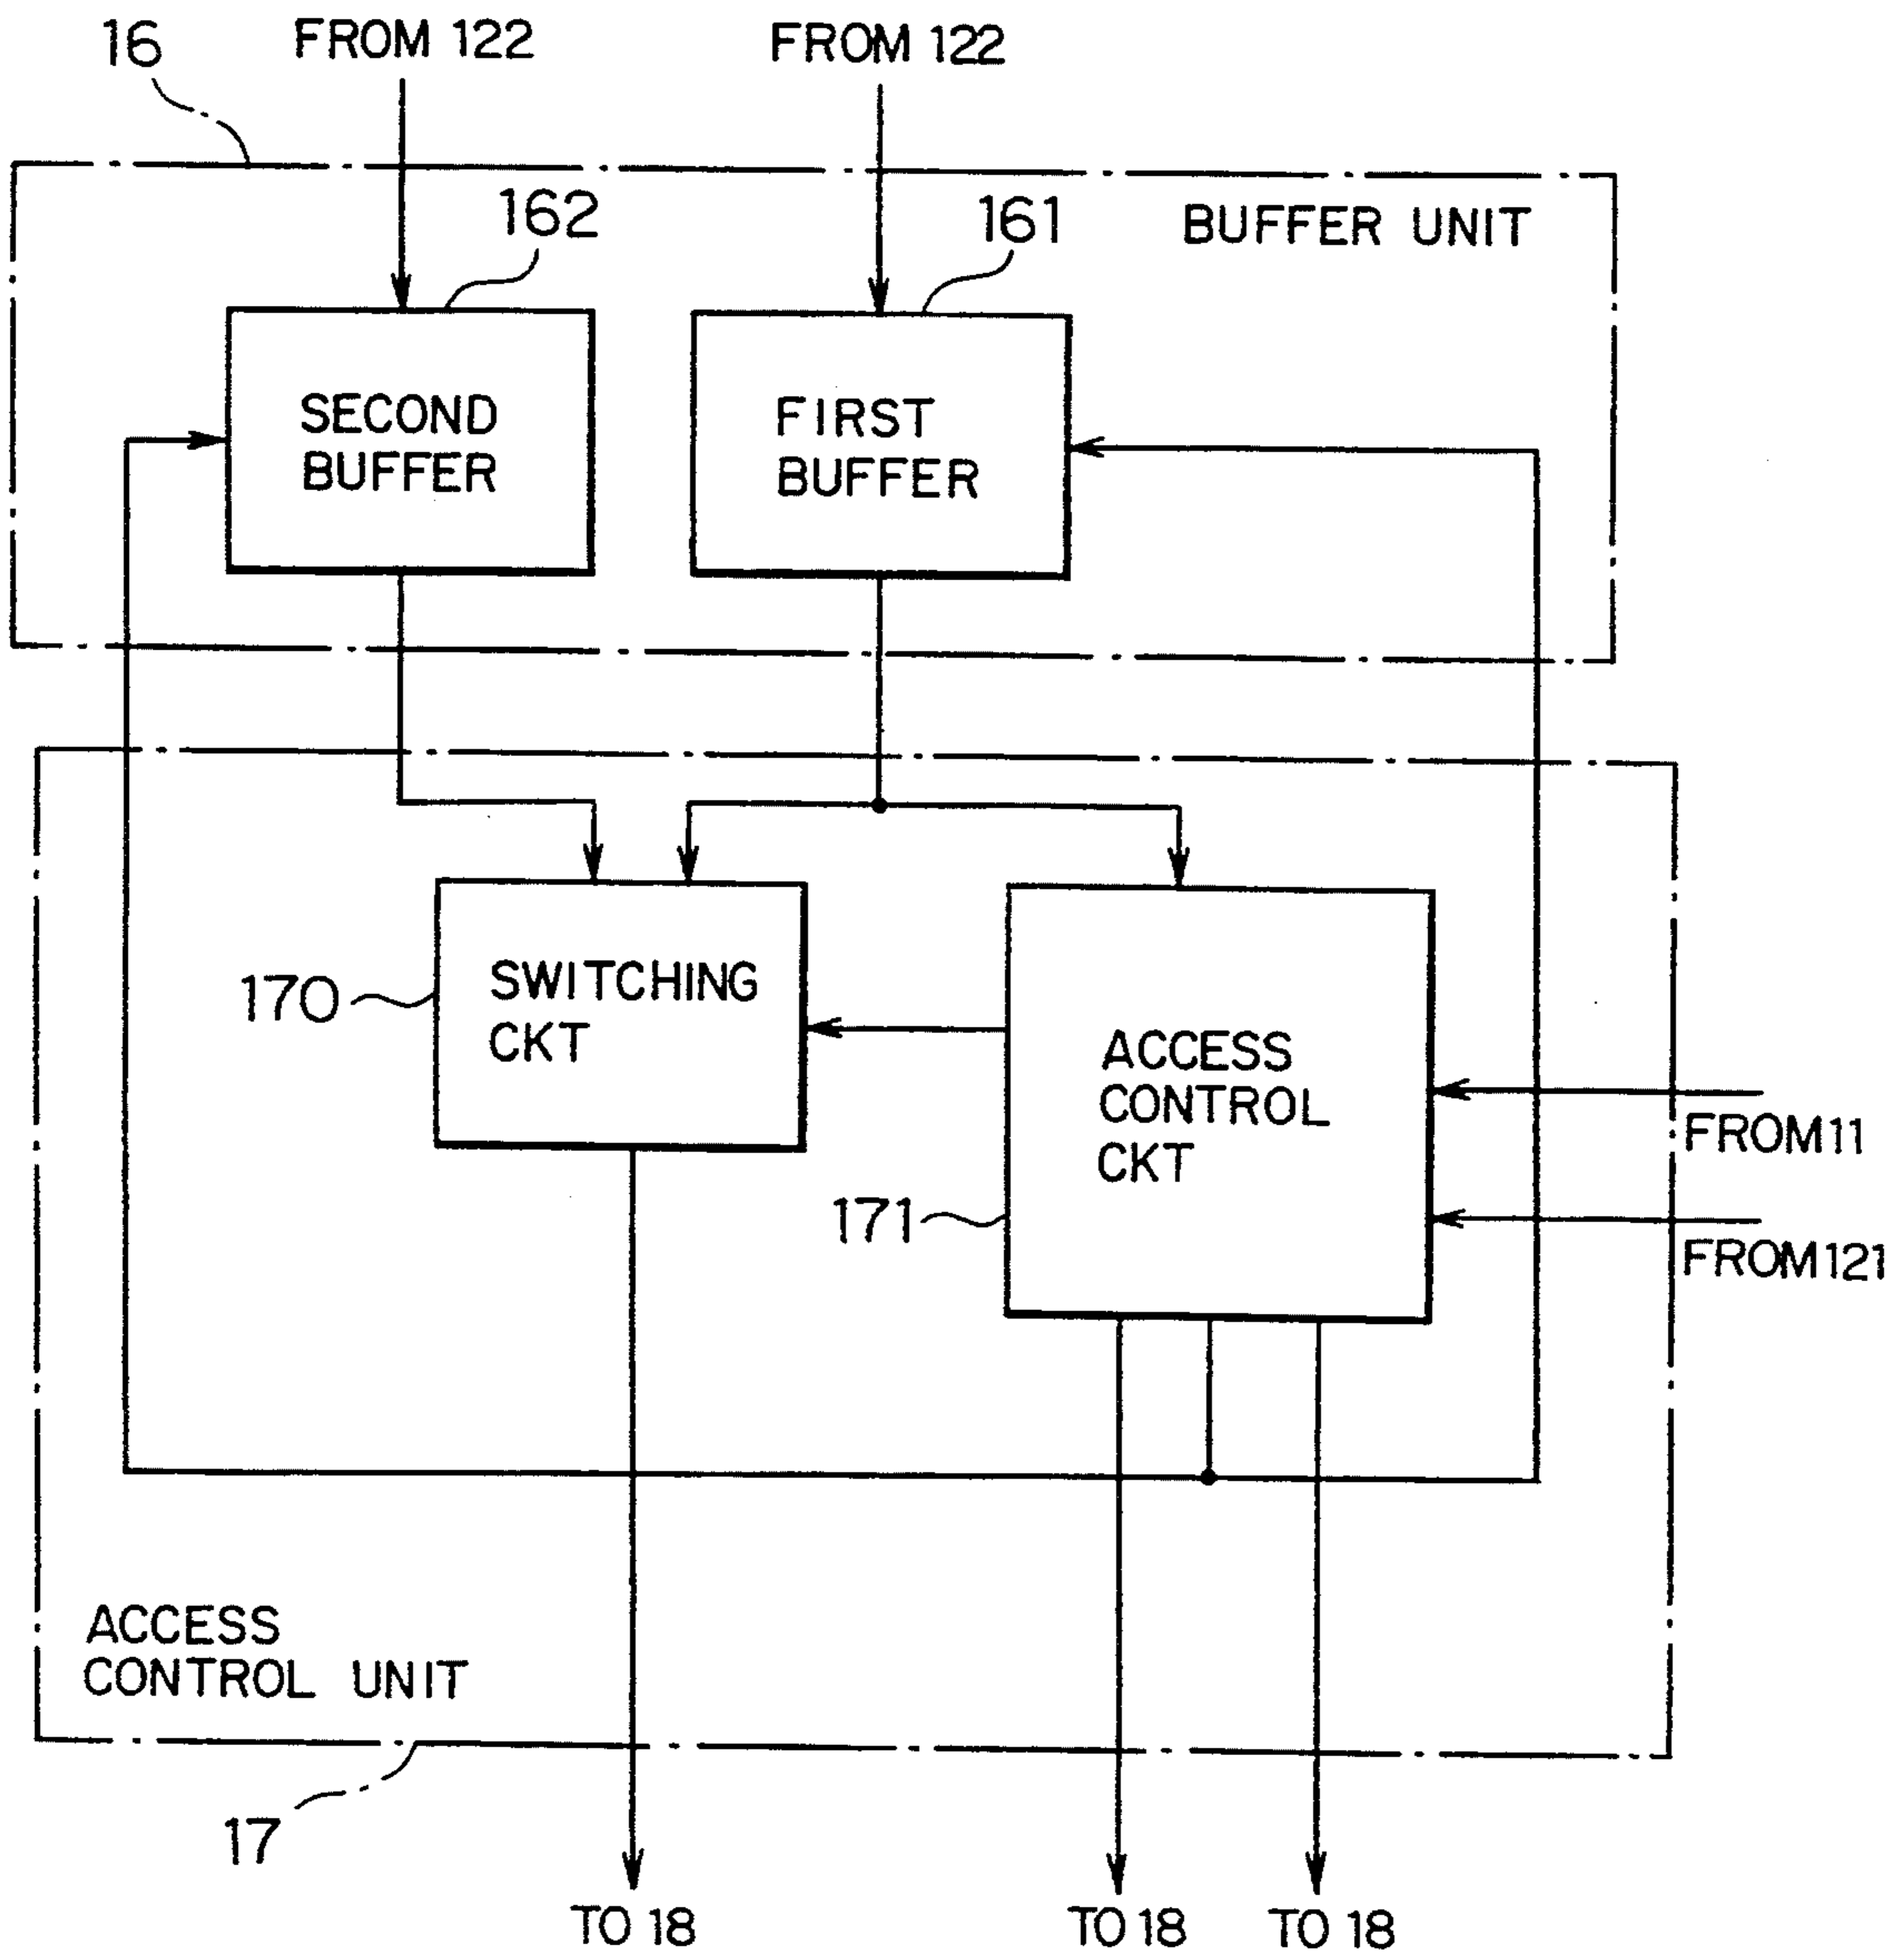 16
FROM 122
FROM 122
162
161
BUFFER UNIT
SECOND
BUFFER
FIRST
BUFFER
170
SWITCHING
CKT
ACCESS
CONTROL
CKT
171
FROM 11
FROM 121
ACCESS
CONTROL UNIT
17
TO 18
TO 18
TO 18